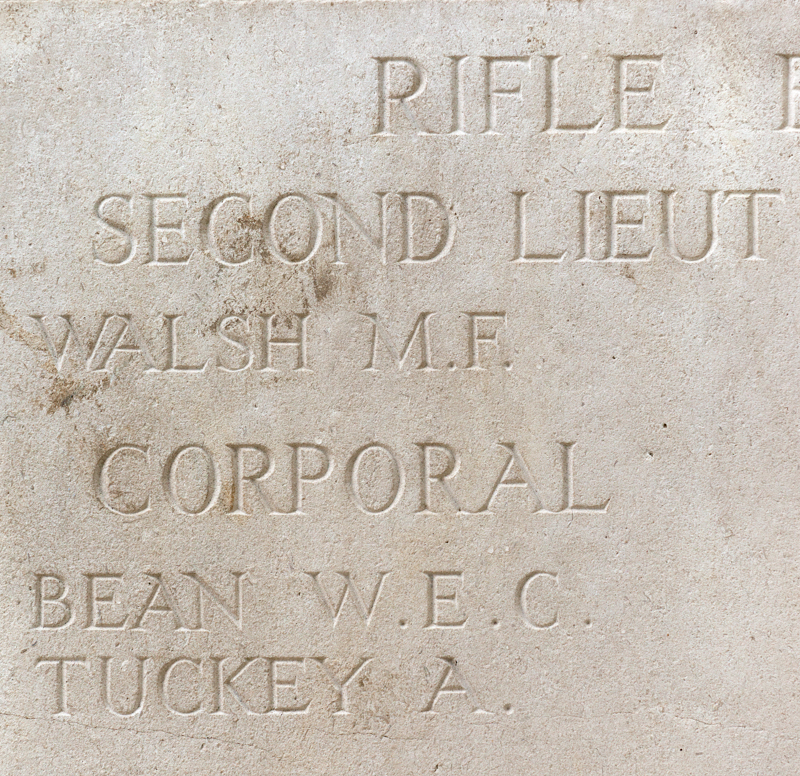 RIFLE
SECOND LIEUT
WALSH M.F.
CORPORAL
BEAN W.E.C.
TUCKEY A.